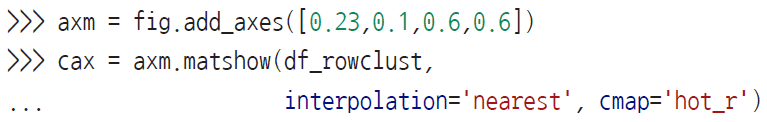 >>> axm = fig.add_axes([0.23,0.1,0.6,0.6])
>>> cax = axm.matshow(df_rowclust,
...                    interpolation='nearest', cmap='hot_r')